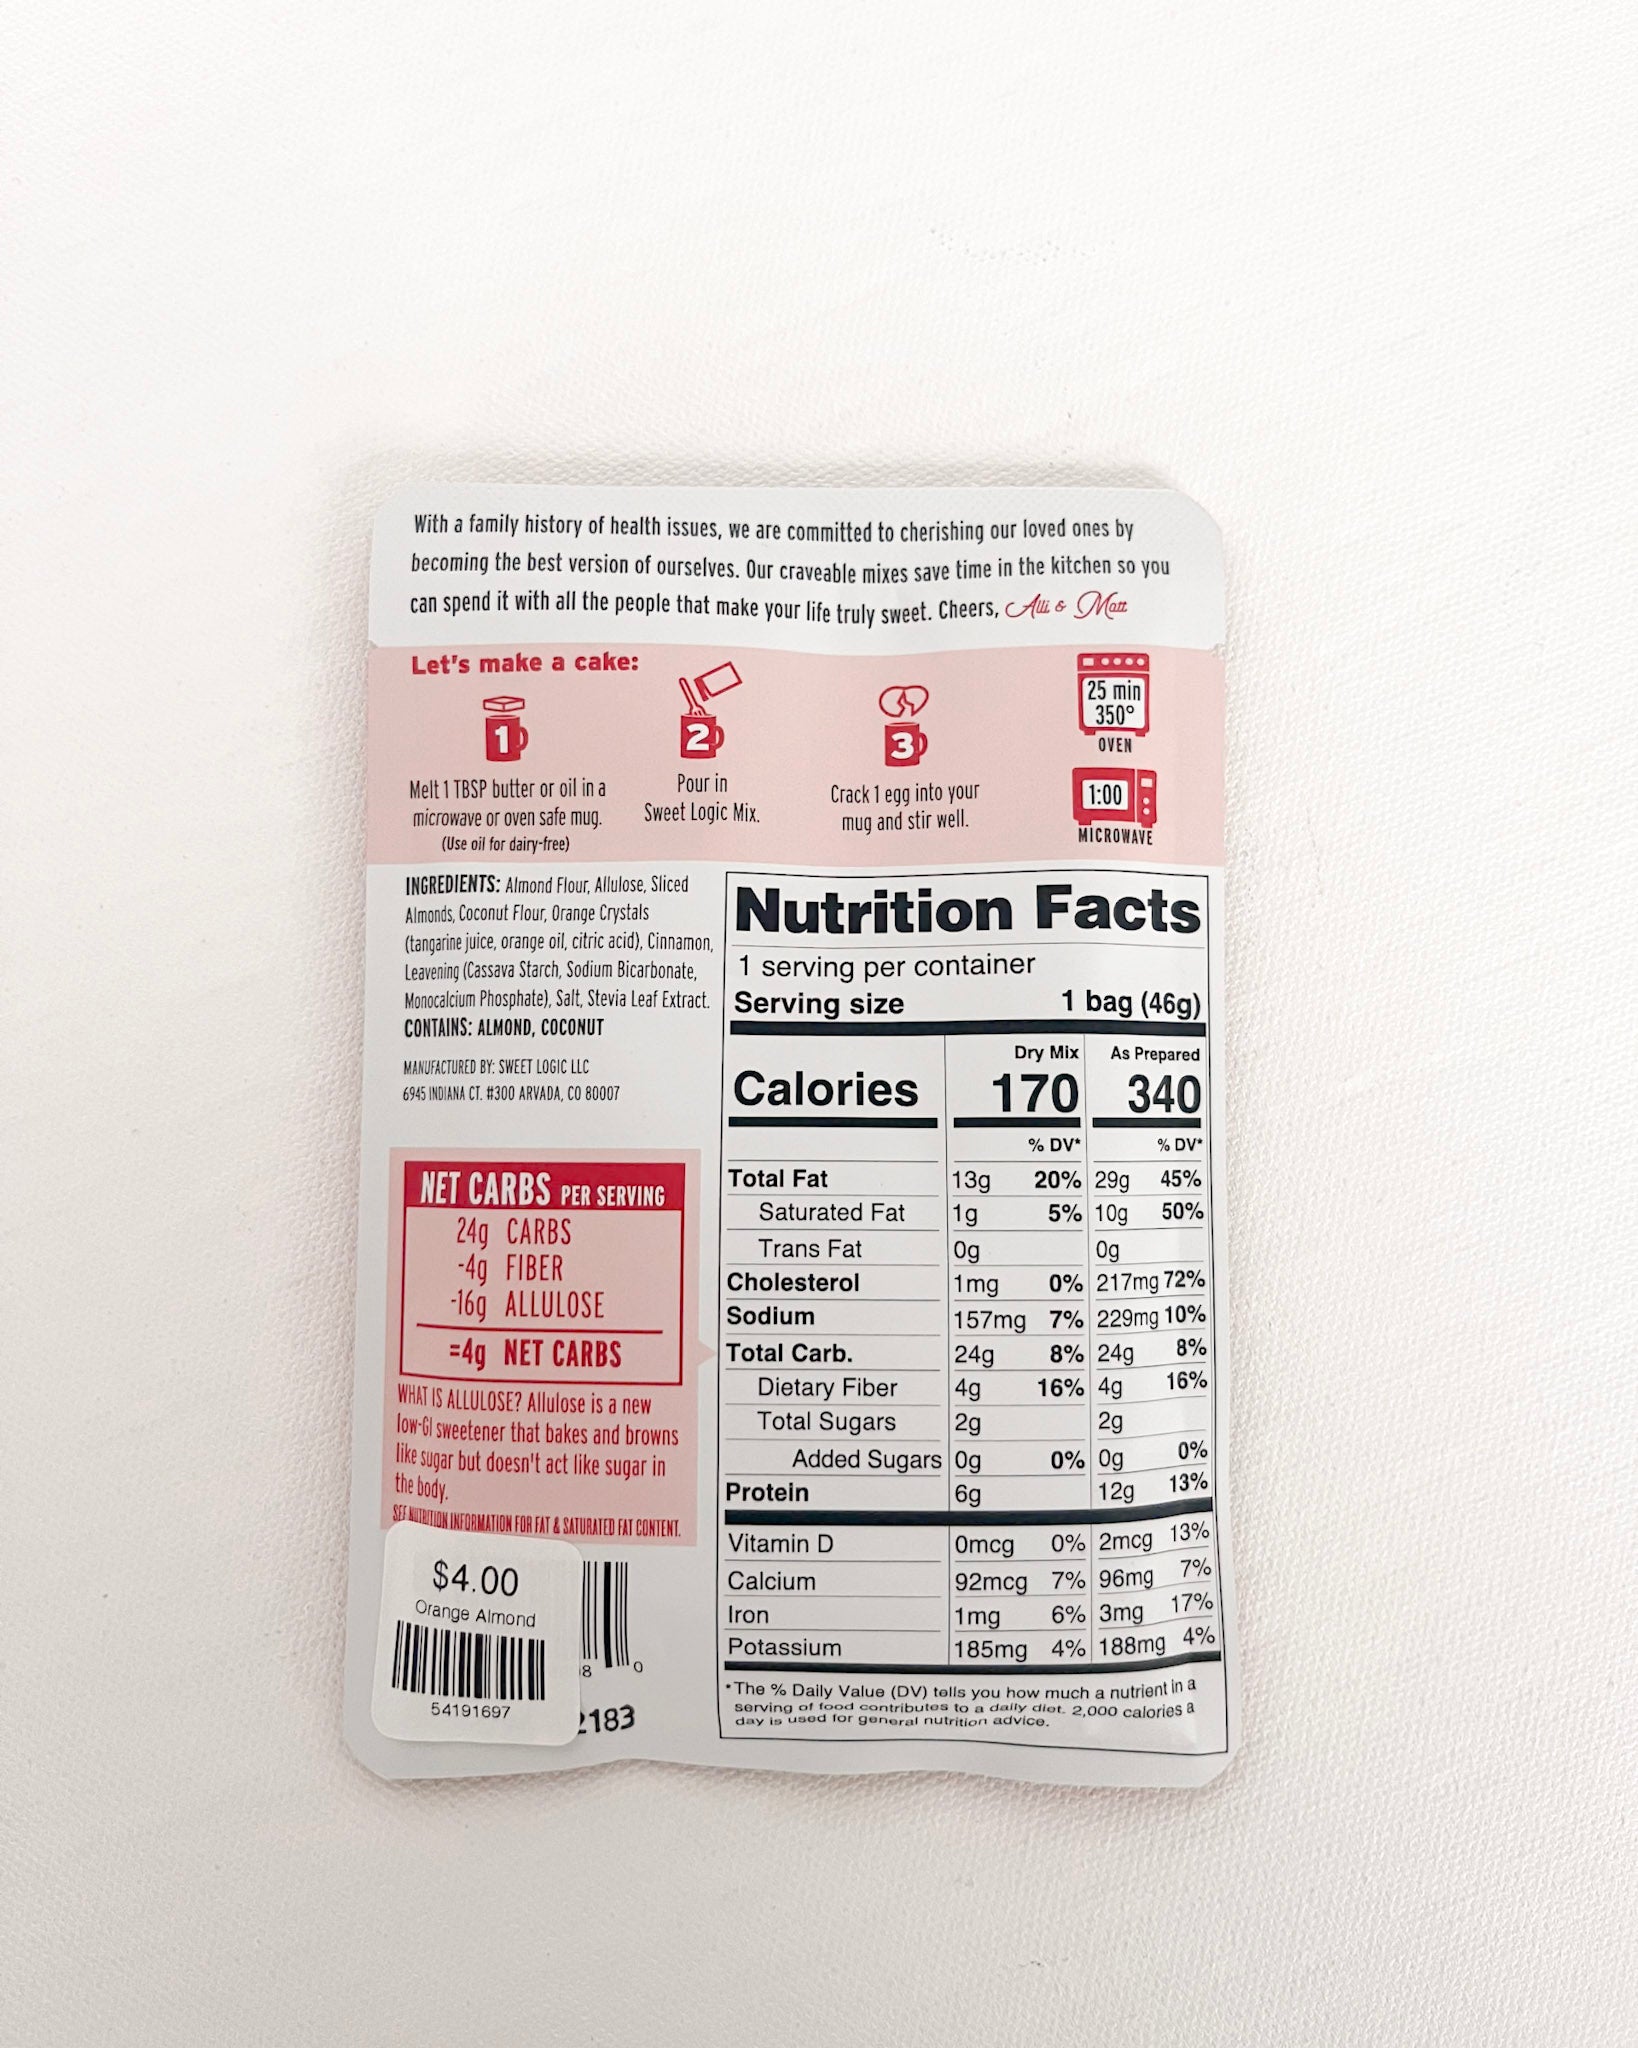 With a family history of health issues, we are committed to cherishing our loved ones by
becoming the best version of ourselves. Our craveable mixes save time in the kitchen so you
can spend it with all the people that make your life truly sweet. Cheers, Alli & Matt
Let's make a cake:
1
Melt 1 TBSP butter or oil in a
microwave or oven safe mug.
(Use oil for dairy-free)
2
Pour in
Sweet Logic Mix.
3
Crack 1 egg into your
mug and stir well.
25 min
350°
OVEN
1:00
MICROWAVE
INGREDIENTS: Almond Flour, Allulose, Sliced
Almonds, Coconut Flour, Orange Crystals
(tangarine juice, orange oil, citric acid), Cinnamon,
Leavening (Cassava Starch, Sodium Bicarbonate,
Monocalcium Phosphate), Salt, Stevia Leaf Extract.
CONTAINS: ALMOND, COCONUT
MANUFACTURED BY: SWEET LOGIC LLC
6945 INDIANA CT. #300 ARVADA, CO 80007
NET CARBS PER SERVING
24g CARBS
-4g FIBER
-16g ALLULOSE
=4g NET CARBS
WHAT IS ALLULOSE? Allulose is a new
low-GI sweetener that bakes and browns
like sugar but doesn't act like sugar in
the body.
SEE NUTRITION INFORMATION FOR FAT & SATURATED FAT CONTENT.
$4.00
Orange Almond
54191697
8 0
2183
Nutrition Facts
1 serving per container
Serving size 1 bag (46g)
Dry Mix As Prepared
Calories 170 340
% DV* % DV*
Total Fat 13g 20% 29g 45%
Saturated Fat 1g 5% 10g 50%
Trans Fat 0g 0g
Cholesterol 1mg 0% 217mg 72%
Sodium 157mg 7% 229mg 10%
Total Carb. 24g 8% 24g 8%
Dietary Fiber 4g 16% 4g 16%
Total Sugars 2g 2g
Added Sugars 0g 0% 0g 0%
Protein 6g 12g 13%
Vitamin D 0mcg 0% 2mcg 13%
Calcium 92mcg 7% 96mg 7%
Iron 1mg 6% 3mg 17%
Potassium 185mg 4% 188mg 4%
*The % Daily Value (DV) tells you how much a nutrient in a
serving of food contributes to a daily diet. 2,000 calories a
day is used for general nutrition advice.